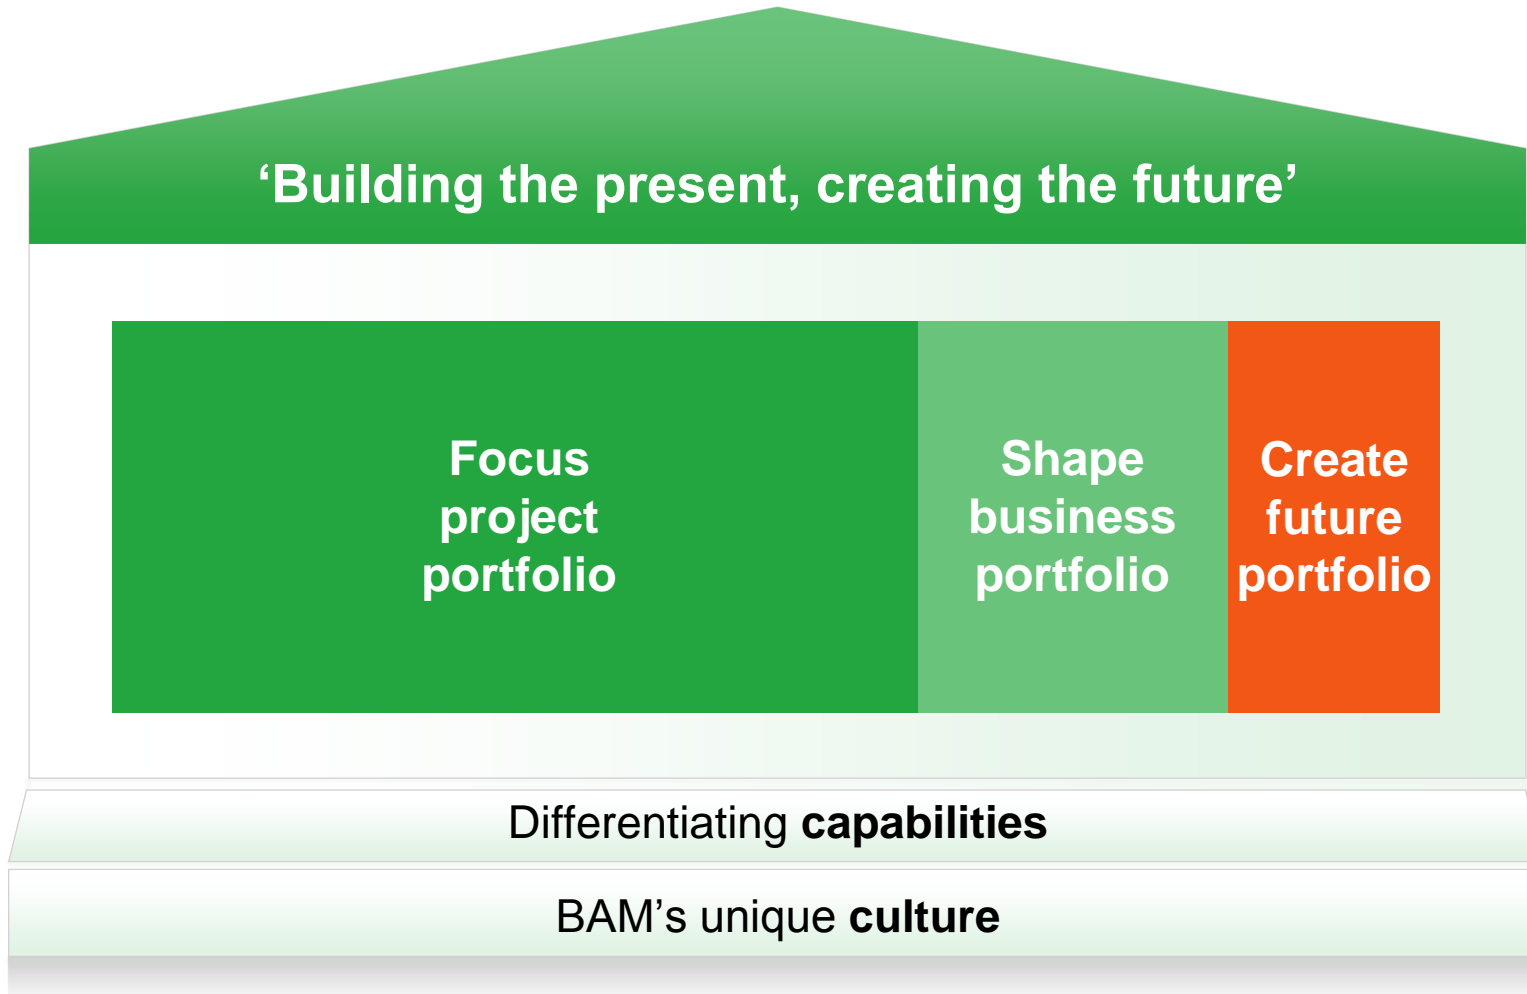 ‘Building the present, creating the future’
Focus
project
portfolio
Shape
business
portfolio
Create
future
portfolio
Differentiating capabilities
BAM’s unique culture